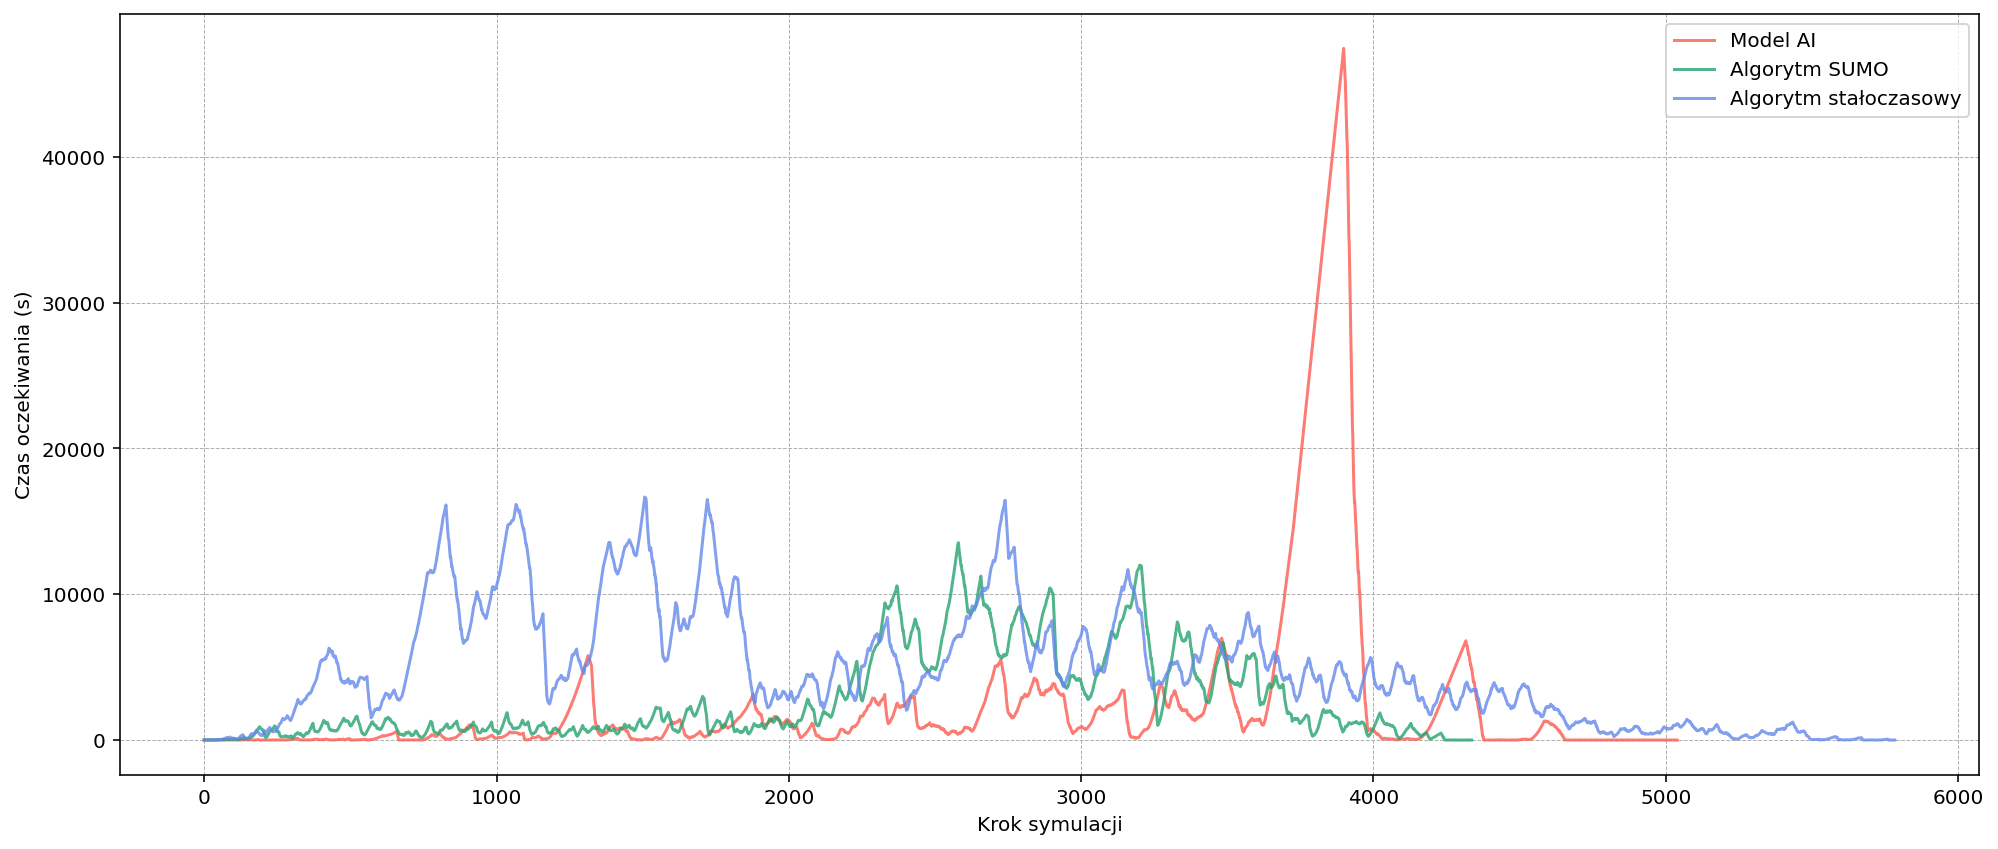 Model AI
Algorytm SUMO
Algorytm stałoczasowy
Czas oczekiwania (s)
40000
30000
20000
10000
0
0 1000 2000 3000 4000 5000 6000
Krok symulacji